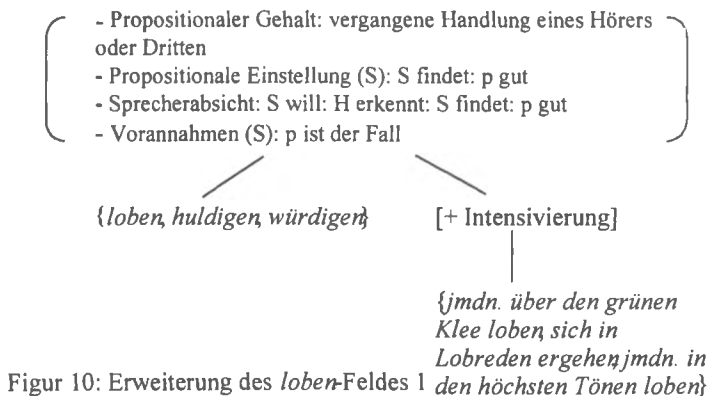 - Propositionaler Gehalt: vergangene Handlung eines Hörers
oder Dritten
- Propositionale Einstellung (S): S findet: p gut
- Sprecherabsicht: S will: H erkennt: S findet: p gut
- Vorannahmen (S): p ist der Fall
{loben, huldigen, würdigen}
[+ Intensivierung]
{jmdn. über den grünen
Klee loben, sich in
Lobreden ergehen, jmdn. in
den höchsten Tönen loben}
Figur 10: Erweiterung des loben-Feldes 1